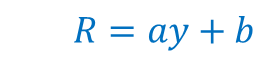 R = ay + b